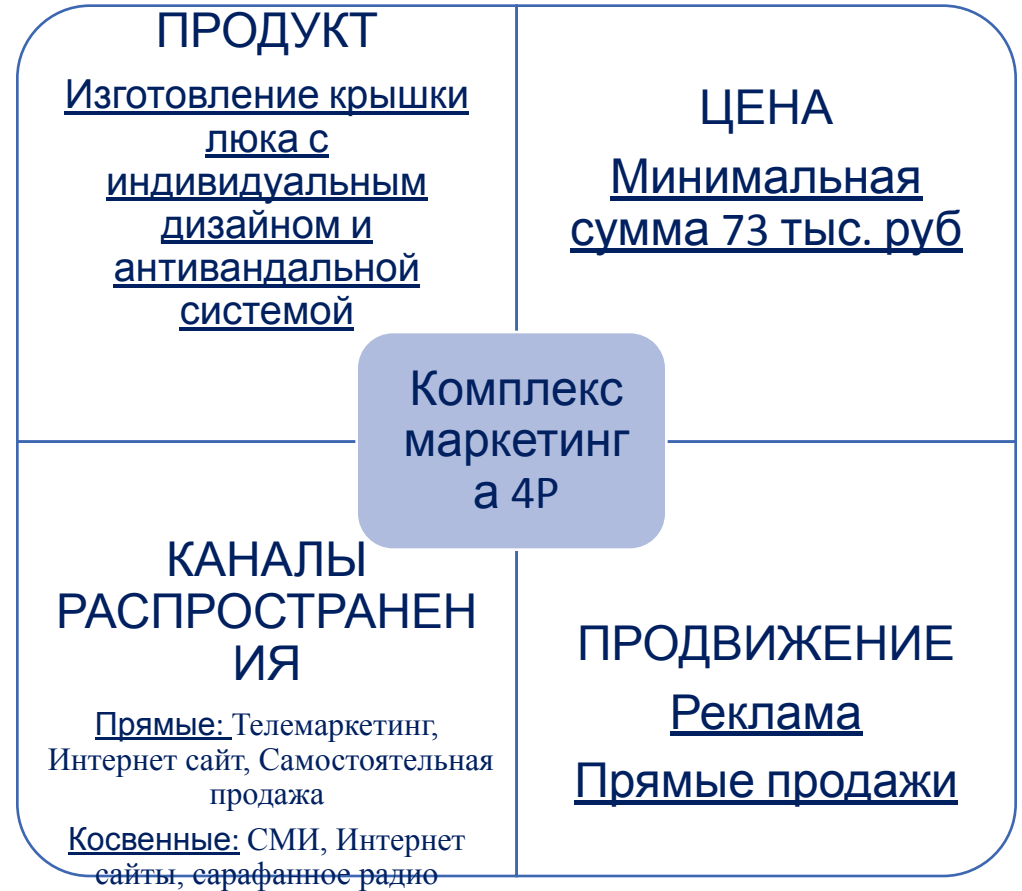 ПРОДУКТ
Изготовление крышки
люка с
индивидуальным
дизайном и
антивандальной
системой
ЦЕНА
Минимальная
сумма 73 тыс. руб
Комплекс
маркетинг
а 4Р
КАНАЛЫ
РАСПРОСТРАНЕН
ИЯ
Прямые: Телемаркетинг,
Интернет сайт, Самостоятельная
продажа
Косвенные: СМИ, Интернет
сайты, сарафанное радио
ПРОДВИЖЕНИЕ
Реклама
Прямые продажи